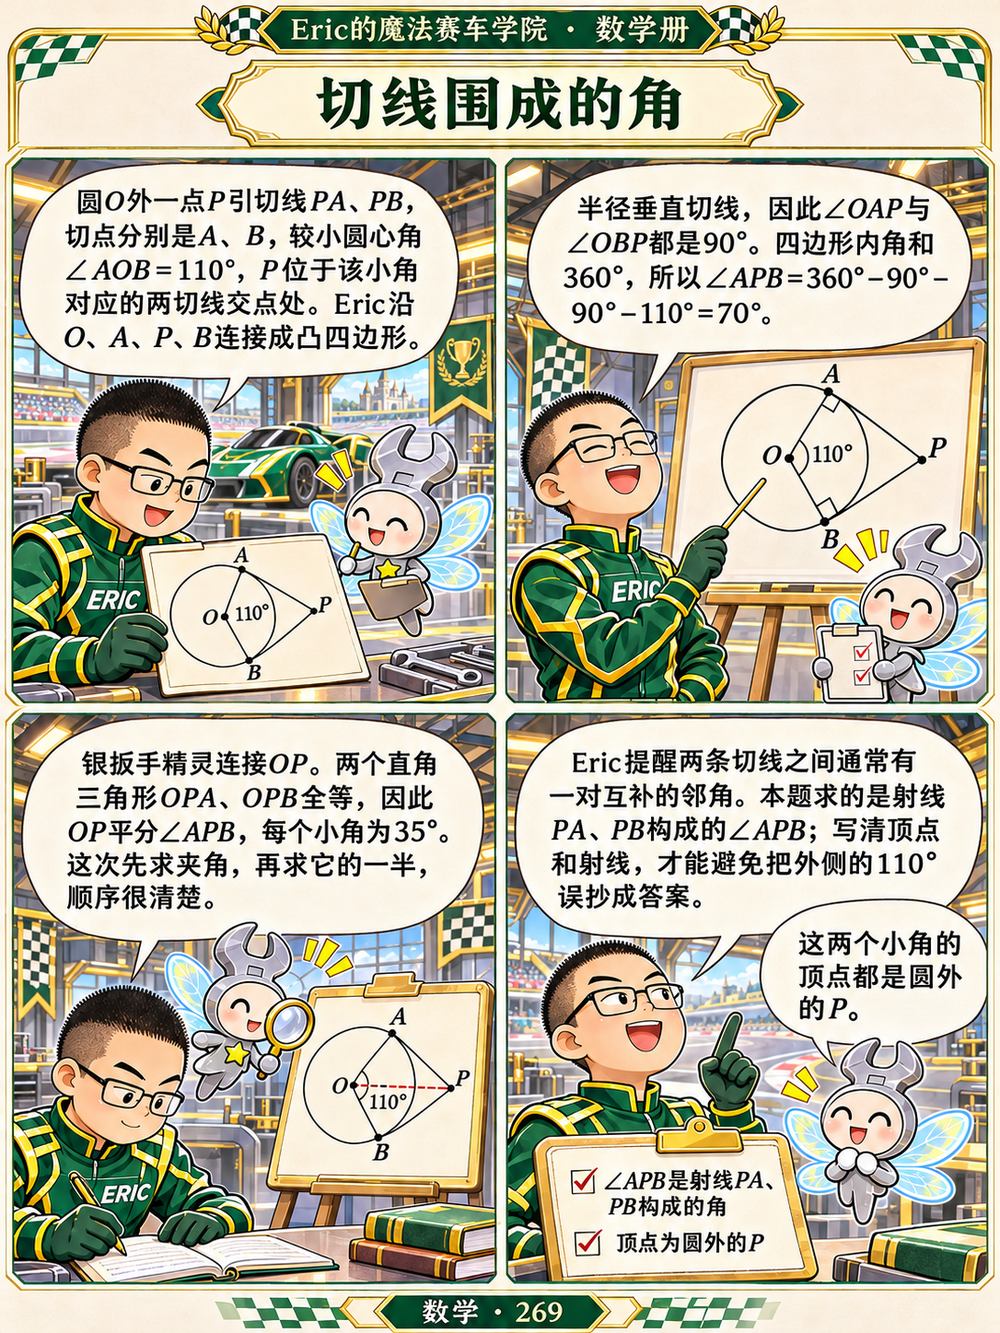 Eric的魔法赛车学院 · 数学册
切线围成的角
圆O外一点P引切线PA、PB，
切点分别是A、B，较小圆心角
∠AOB=110°，P位于该小角
对应的两切线交点处。Eric沿
O、A、P、B连接成凸四边形。
A
O
110°
P
B
ERIC
半径垂直切线，因此∠OAP与
∠OBP都是90°。四边形内角和
360°，所以∠APB=360°−90°−
90°−110°=70°。
A
O
110°
P
B
ERIC
银扳手精灵连接OP。两个直角
三角形OPA、OPB全等，因此
OP平分∠APB，每个小角为35°。
这次先求夹角，再求它的一半，
顺序很清楚。
A
O
110°
P
B
ERIC
Eric提醒两条切线之间通常有
一对互补的邻角。本题求的是射线
PA、PB构成的∠APB；写清顶点
和射线，才能避免把外侧的110°
误抄成答案。
这两个小角的
顶点都是圆外
的P。
∠APB是射线PA、
PB构成的角
顶点为圆外的P
数学 · 269